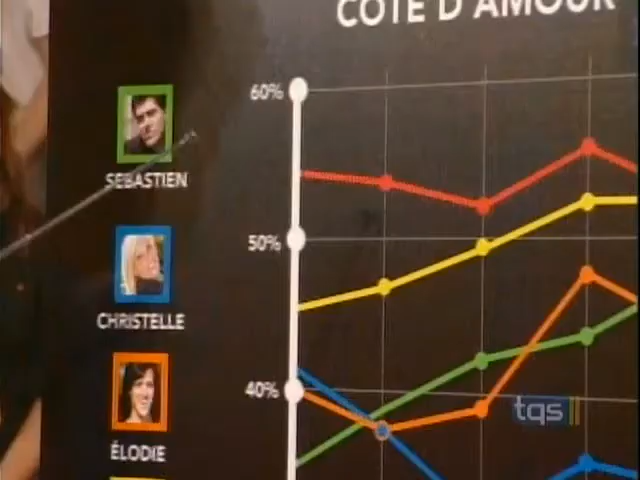 COTE D'AMOUR
60%
SEBASTIEN
50%
CHRISTELLE
40%
tqs
ÉLODIE